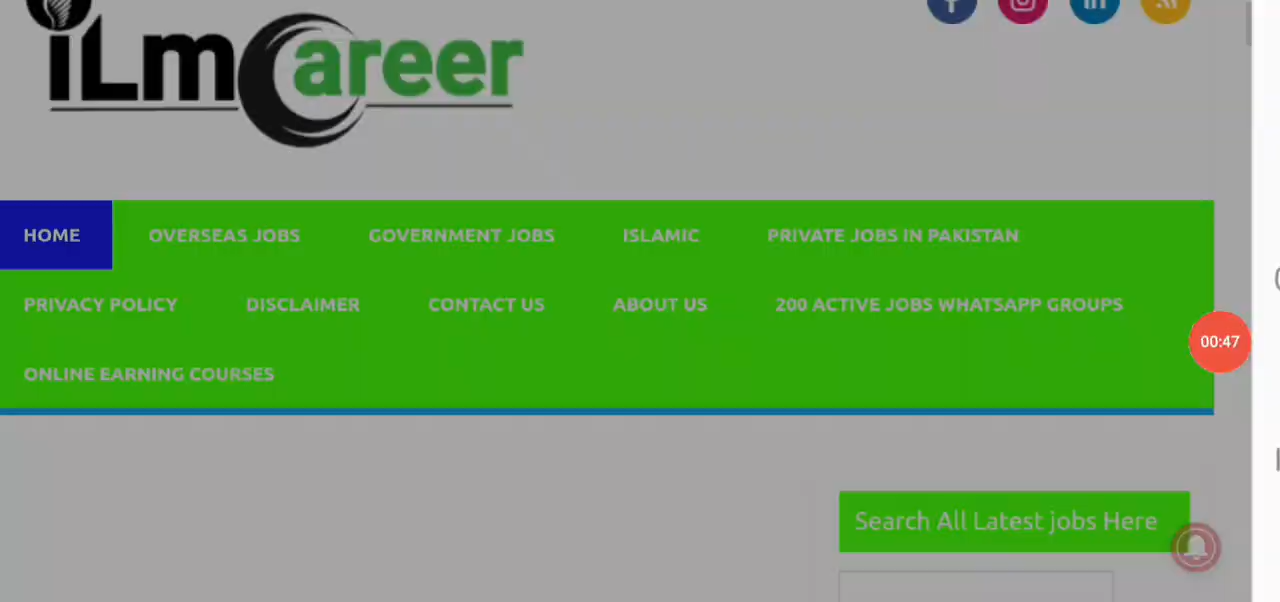 iLmCareer
HOME OVERSEAS JOBS GOVERNMENT JOBS ISLAMIC PRIVATE JOBS IN PAKISTAN
PRIVACY POLICY DISCLAIMER CONTACT US ABOUT US 200 ACTIVE JOBS WHATSAPP GROUPS
00:47
ONLINE EARNING COURSES
Search All Latest jobs Here